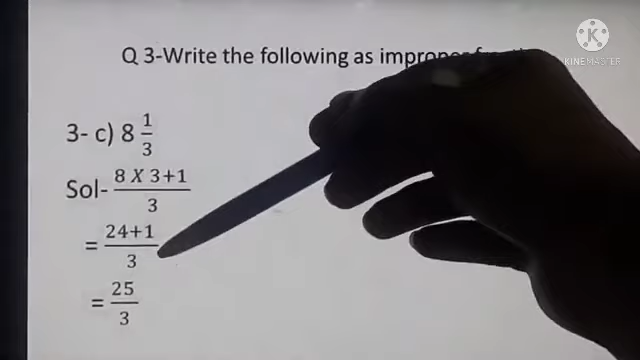 Q 3-Write the following as improper
3- c) 8 1/3
Sol- (8 X 3+1)/3
= (24+1)/3
= 25/3
KINEMASTER